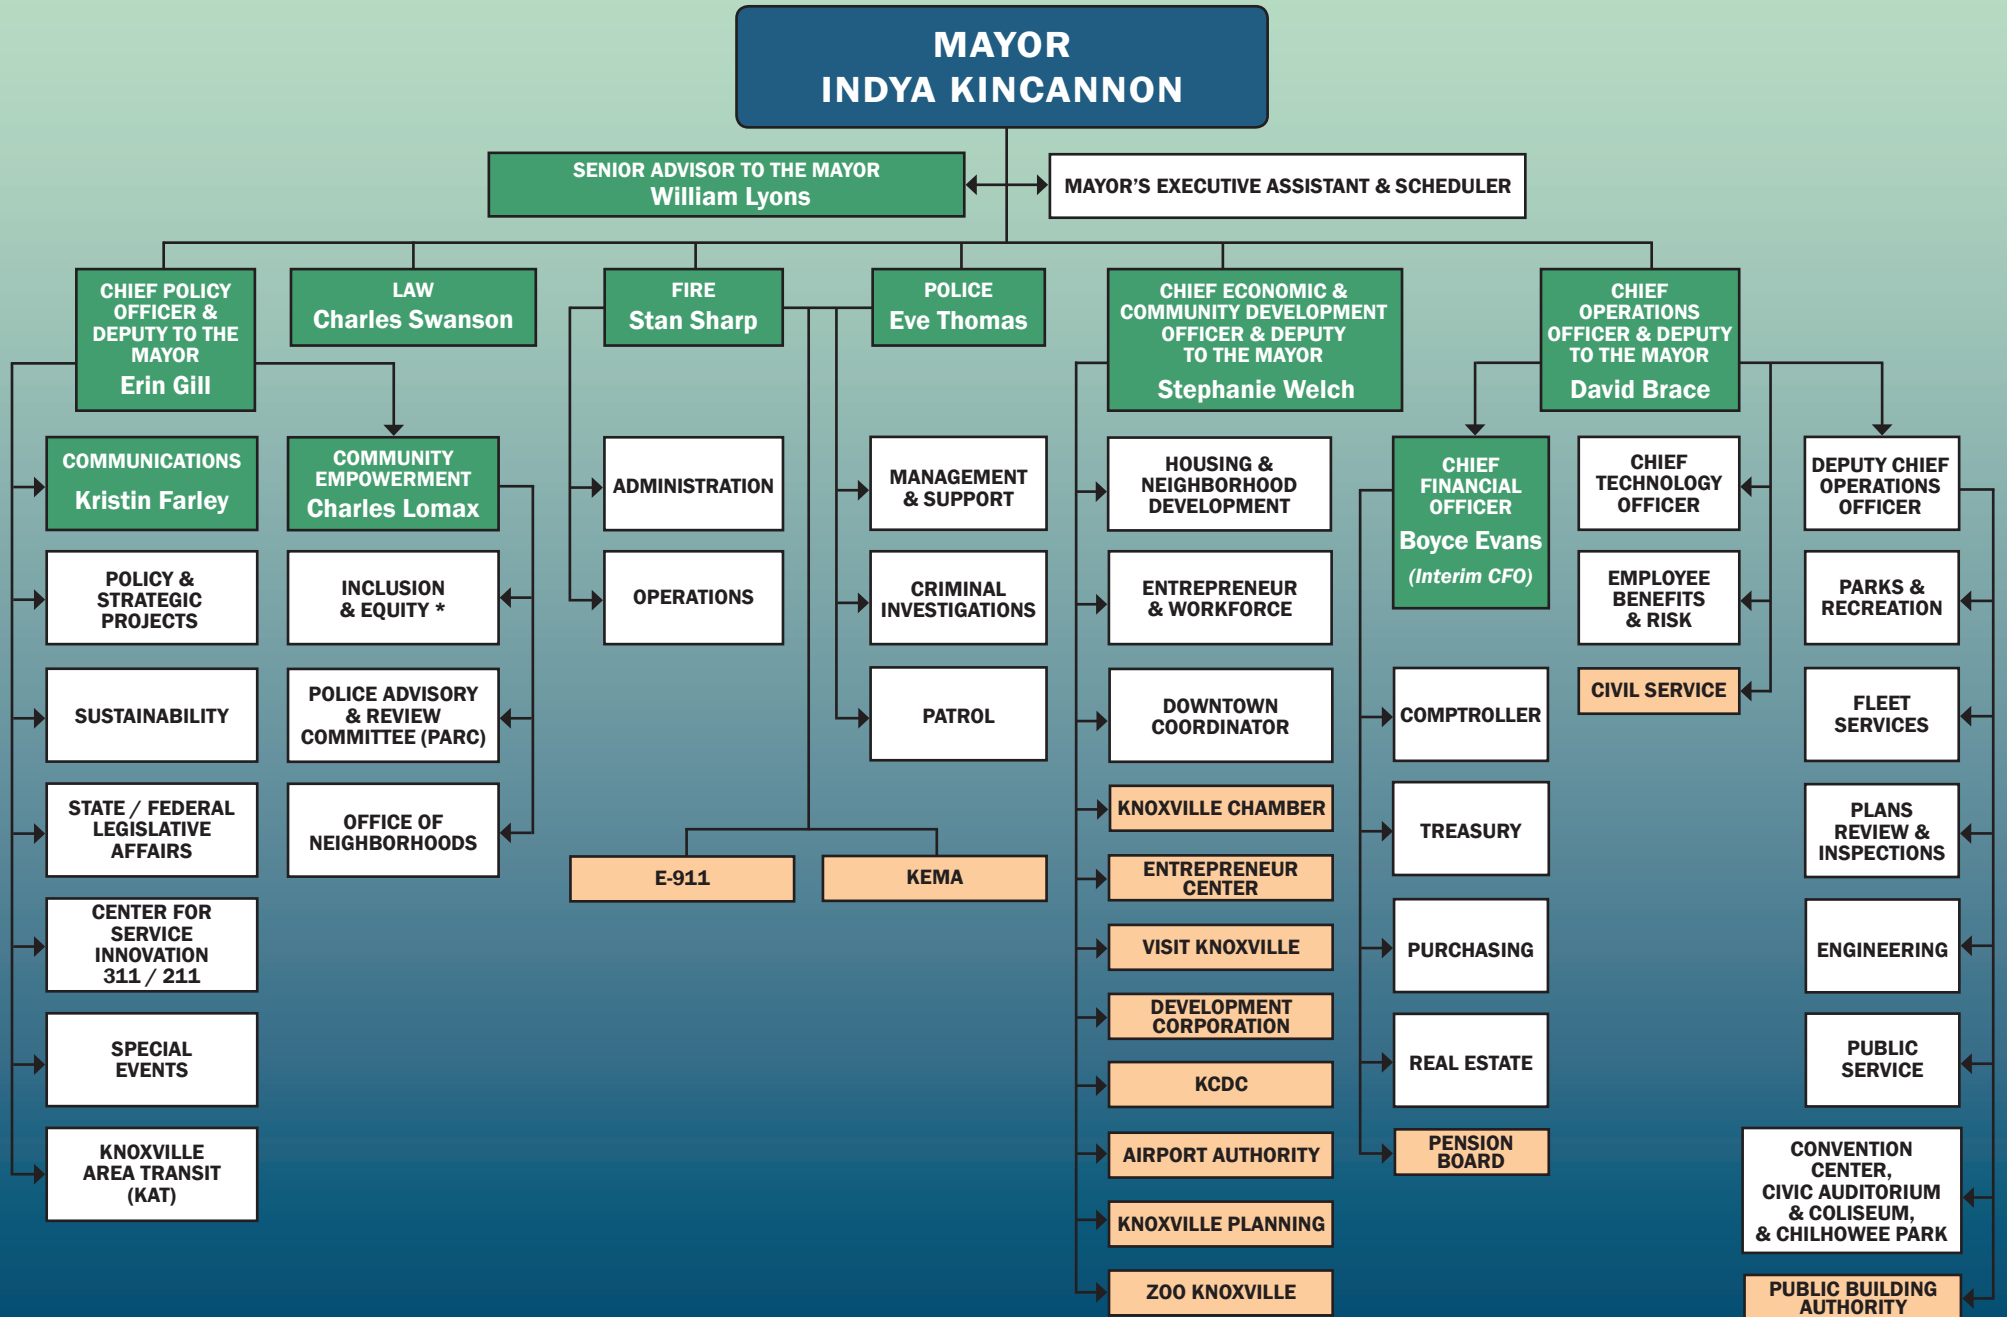 MAYOR
INDYA KINCANNON
SENIOR ADVISOR TO THE MAYOR
William Lyons
MAYOR'S EXECUTIVE ASSISTANT & SCHEDULER
CHIEF POLICY
OFFICER &
DEPUTY TO THE
MAYOR
Erin Gill
LAW
Charles Swanson
FIRE
Stan Sharp
POLICE
Eve Thomas
CHIEF ECONOMIC &
COMMUNITY DEVELOPMENT
OFFICER & DEPUTY
TO THE MAYOR
Stephanie Welch
CHIEF
OPERATIONS
OFFICER & DEPUTY
TO THE MAYOR
David Brace
COMMUNICATIONS
Kristin Farley
POLICY &
STRATEGIC
PROJECTS
SUSTAINABILITY
STATE / FEDERAL
LEGISLATIVE
AFFAIRS
CENTER FOR
SERVICE
INNOVATION
311 / 211
SPECIAL
EVENTS
KNOXVILLE
AREA TRANSIT
(KAT)
COMMUNITY
EMPOWERMENT
Charles Lomax
INCLUSION
& EQUITY *
POLICE ADVISORY
& REVIEW
COMMITTEE (PARC)
OFFICE OF
NEIGHBORHOODS
ADMINISTRATION
OPERATIONS
E-911
KEMA
MANAGEMENT
& SUPPORT
CRIMINAL
INVESTIGATIONS
PATROL
HOUSING &
NEIGHBORHOOD
DEVELOPMENT
ENTREPRENEUR
& WORKFORCE
DOWNTOWN
COORDINATOR
KNOXVILLE CHAMBER
ENTREPRENEUR
CENTER
VISIT KNOXVILLE
DEVELOPMENT
CORPORATION
KCDC
AIRPORT AUTHORITY
KNOXVILLE PLANNING
ZOO KNOXVILLE
CHIEF
FINANCIAL
OFFICER
Boyce Evans
(Interim CFO)
COMPTROLLER
TREASURY
PURCHASING
REAL ESTATE
PENSION
BOARD
CHIEF
TECHNOLOGY
OFFICER
EMPLOYEE
BENEFITS
& RISK
CIVIL SERVICE
DEPUTY CHIEF
OPERATIONS
OFFICER
PARKS &
RECREATION
FLEET
SERVICES
PLANS
REVIEW &
INSPECTIONS
ENGINEERING
PUBLIC
SERVICE
CONVENTION
CENTER,
CIVIC AUDITORIUM
& COLISEUM,
& CHILHOWEE PARK
PUBLIC BUILDING
AUTHORITY